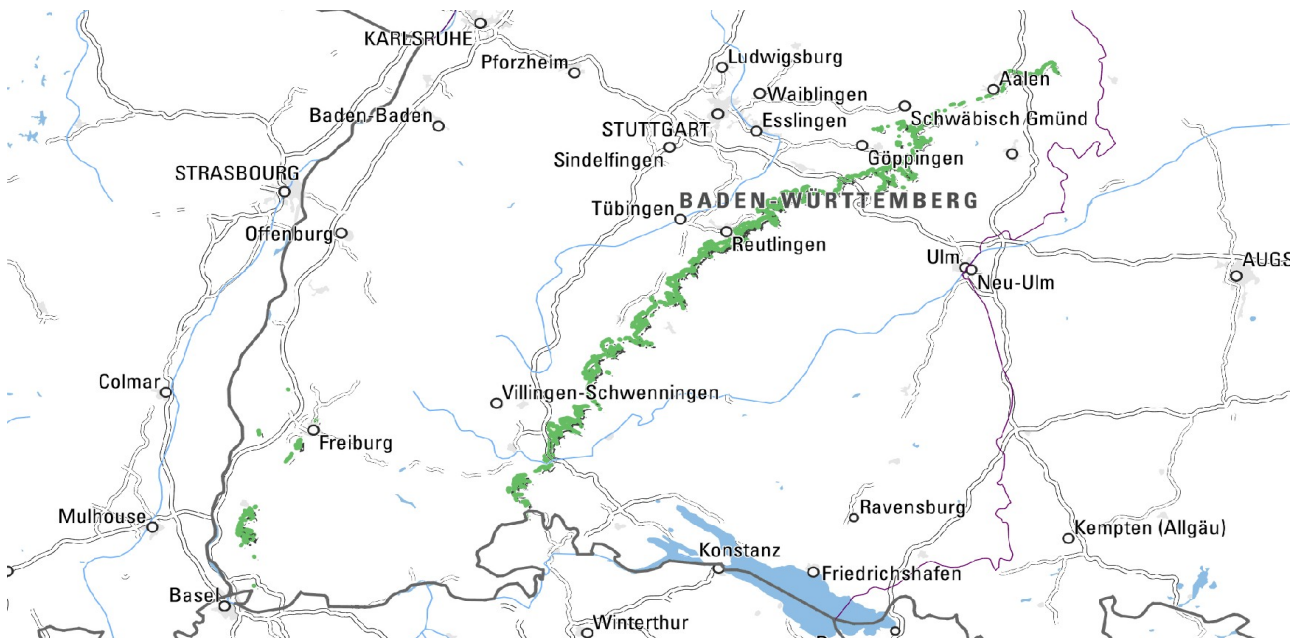 KARLSRUHE
Pforzheim
Ludwigsburg
Aalen
Waiblingen
Baden-Baden
STUTTGART
Esslingen
Schwäbisch Gmünd
Sindelfingen
Göppingen
STRASBOURG
BADEN-WÜRTTEMBERG
Tübingen
Offenburg
Reutlingen
Ulm
AUGS
Neu-Ulm
Colmar
Villingen-Schwenningen
Freiburg
Mulhouse
Ravensburg
Kempten (Allgäu)
Konstanz
Friedrichshafen
Basel
Winterthur